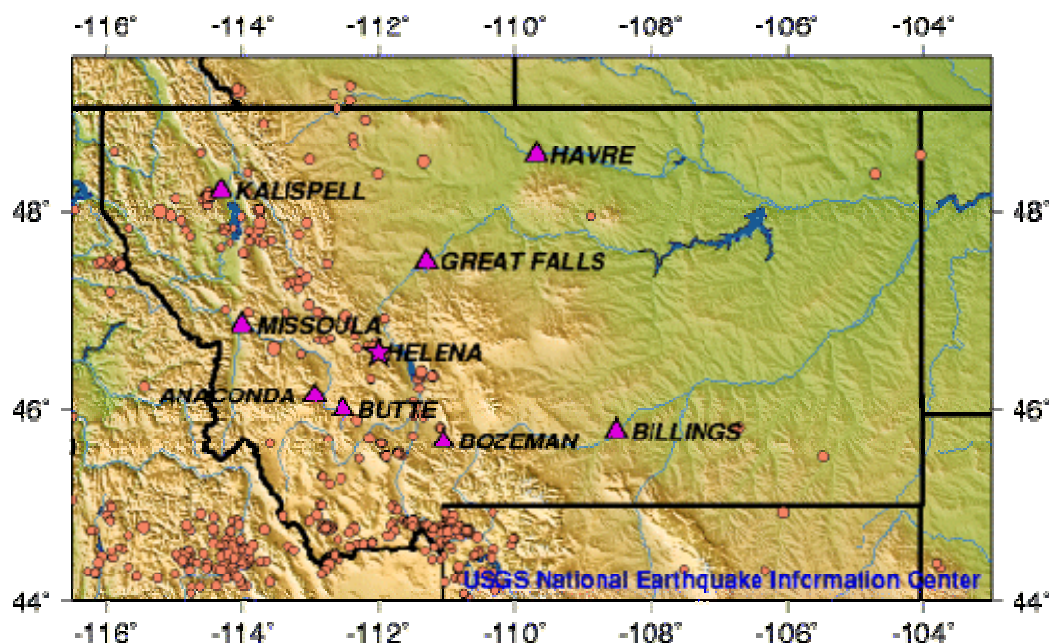 -116° -114° -112° -110° -108° -106° -104°
HAVRE
KALISPELL
48° 48°
GREAT FALLS
MISSOULA
HELENA
ANACONDA
46° BUTTE 46°
BOZEMAN BILLINGS
USGS National Earthquake Information Center
44° 44°
-116° -114° -112° -110° -108° -106° -104°